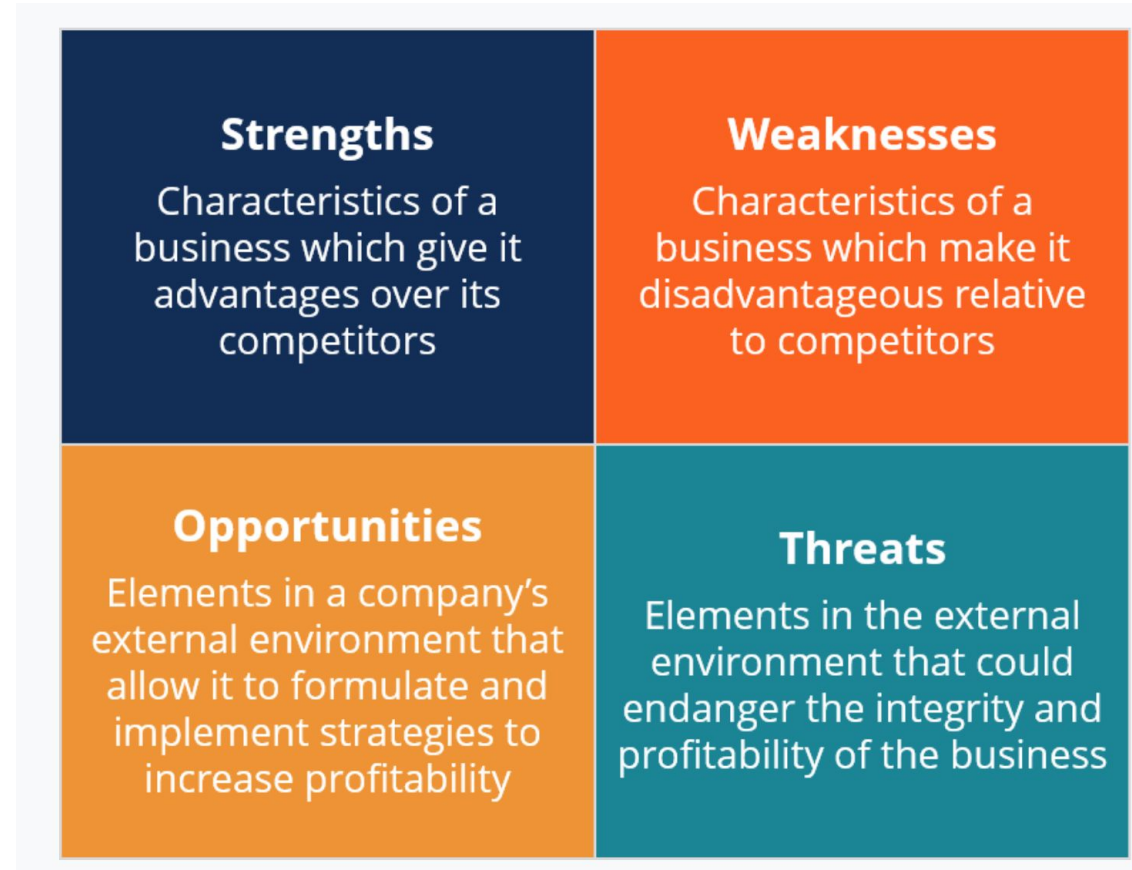 Strengths
Characteristics of a
business which give it
advantages over its
competitors
Weaknesses
Characteristics of a
business which make it
disadvantageous relative
to competitors
Opportunities
Elements in a company’s
external environment that
allow it to formulate and
implement strategies to
increase profitability
Threats
Elements in the external
environment that could
endanger the integrity and
profitability of the business